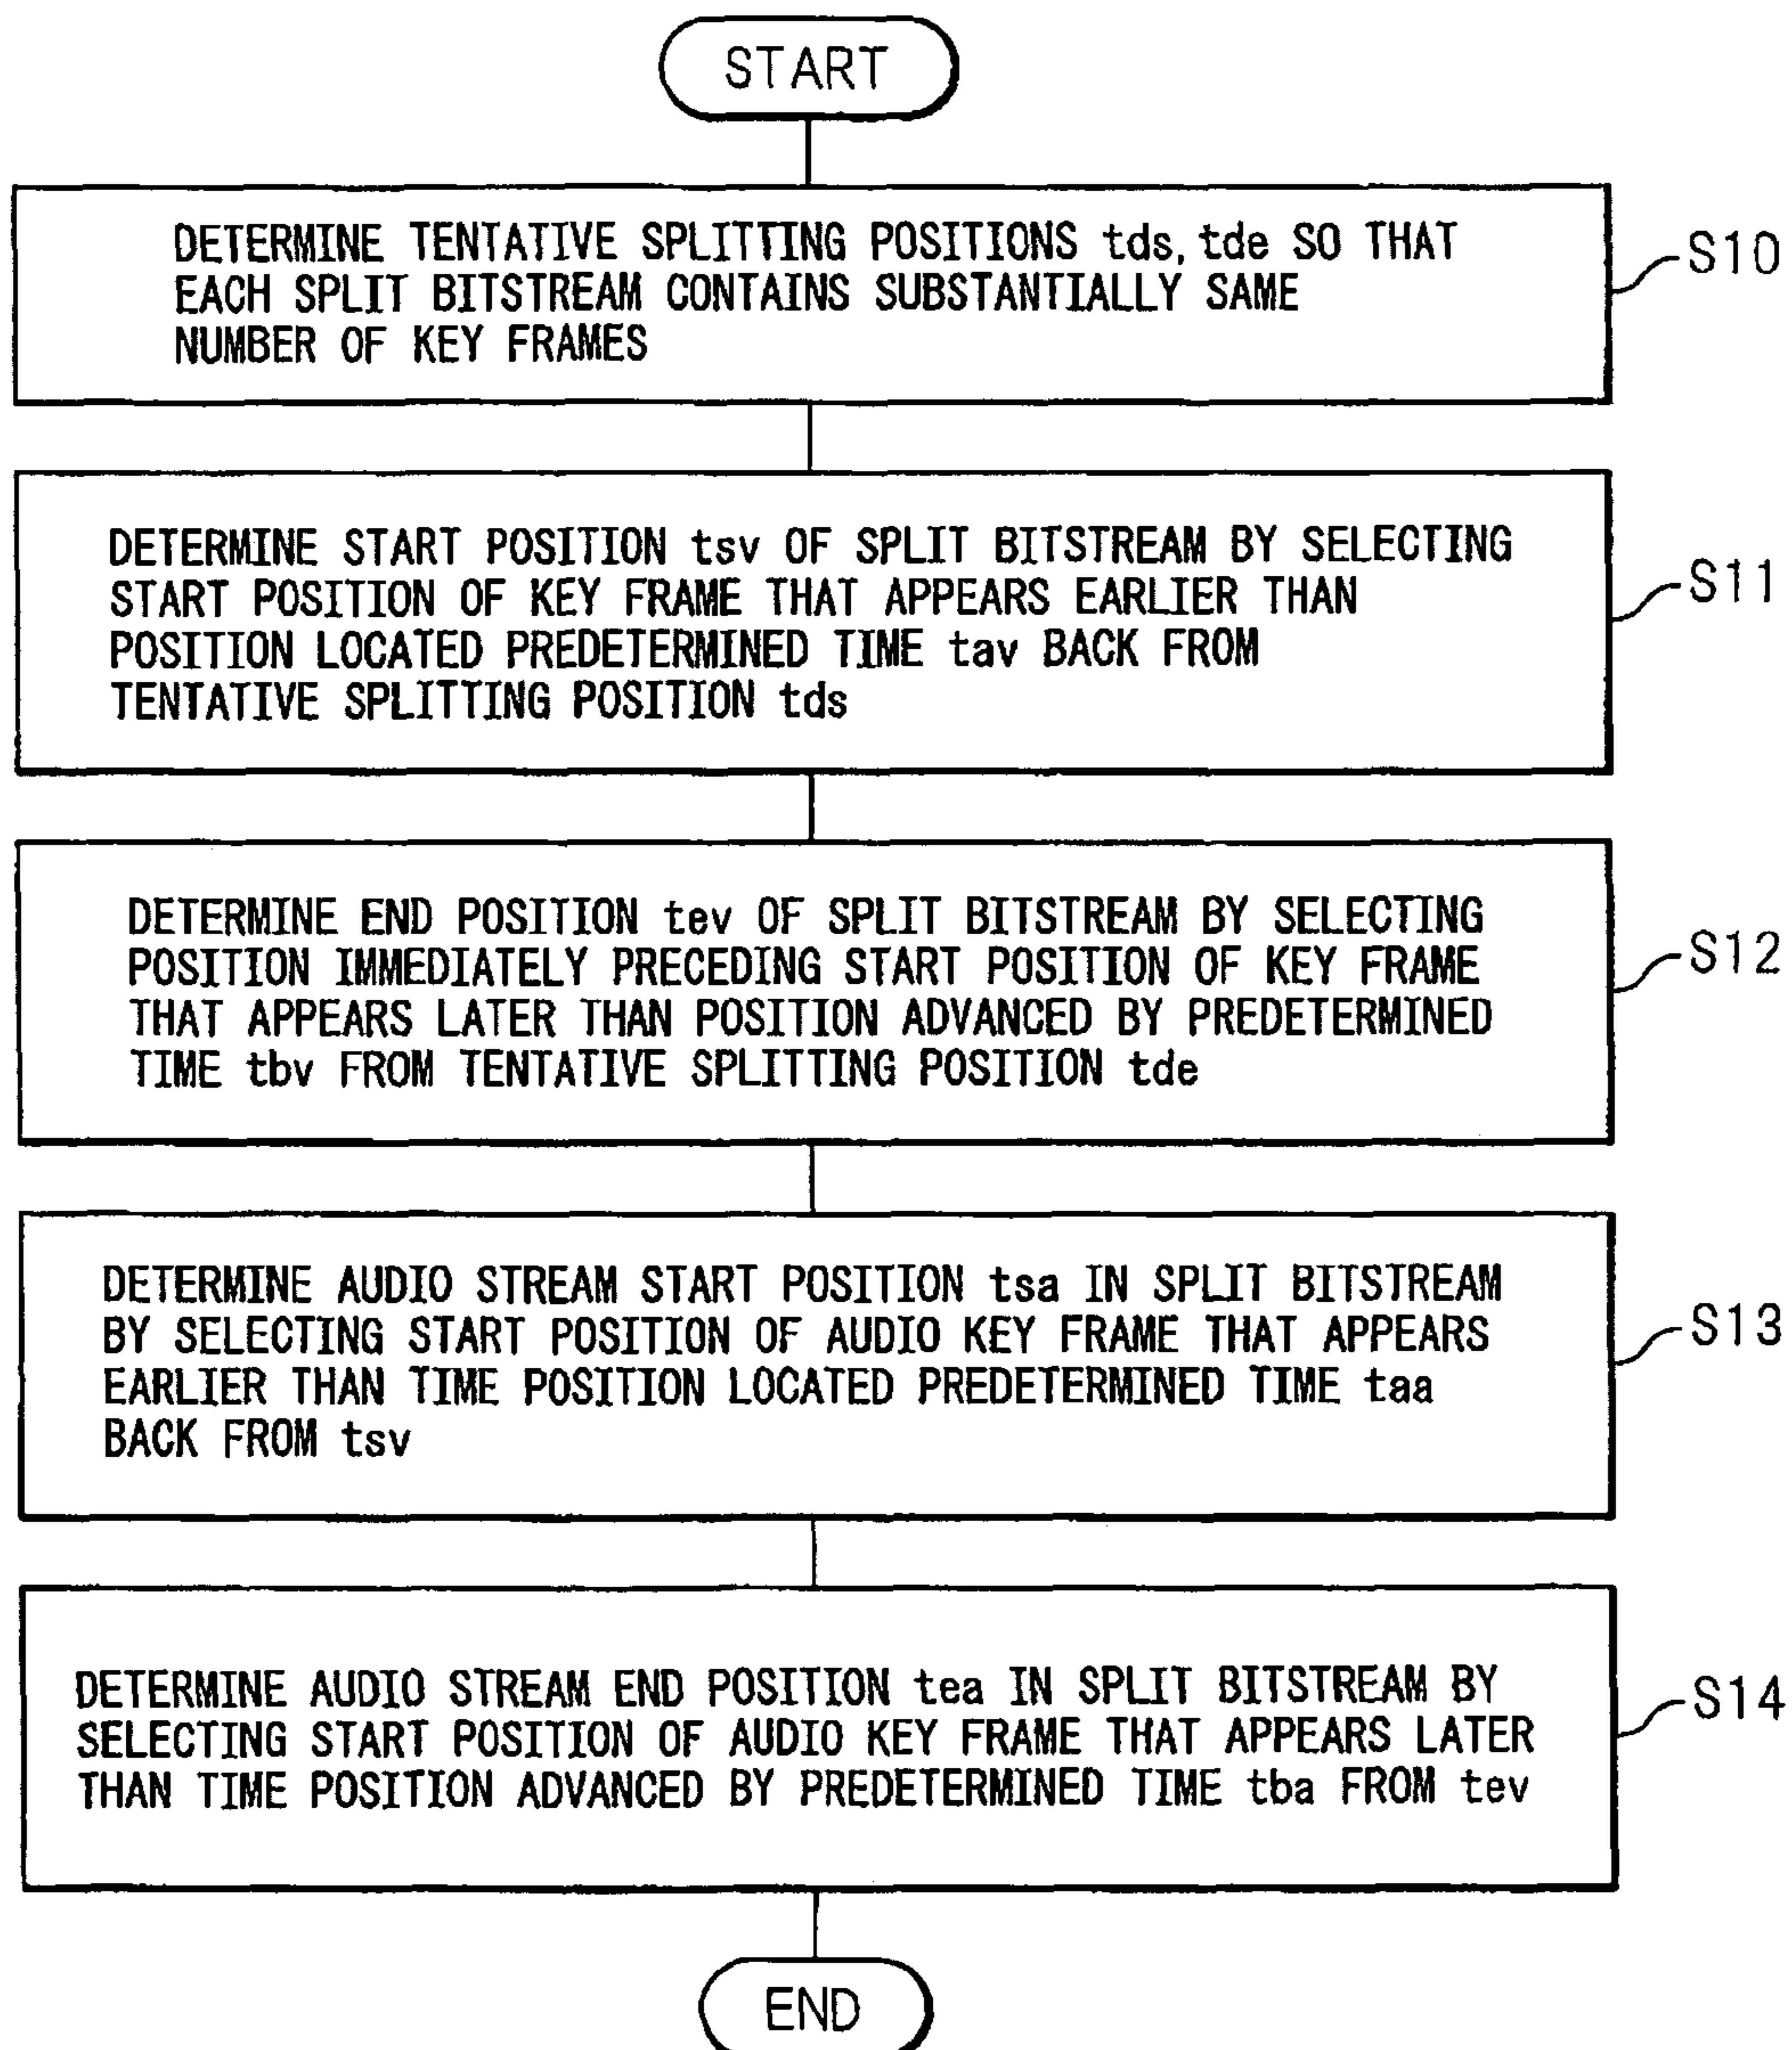 START
DETERMINE TENTATIVE SPLITTING POSITIONS tds, tde SO THAT
EACH SPLIT BITSTREAM CONTAINS SUBSTANTIALLY SAME
NUMBER OF KEY FRAMES
S10
DETERMINE START POSITION tsv OF SPLIT BITSTREAM BY SELECTING
START POSITION OF KEY FRAME THAT APPEARS EARLIER THAN
POSITION LOCATED PREDETERMINED TIME tav BACK FROM
TENTATIVE SPLITTING POSITION tds
S11
DETERMINE END POSITION tev OF SPLIT BITSTREAM BY SELECTING
POSITION IMMEDIATELY PRECEDING START POSITION OF KEY FRAME
THAT APPEARS LATER THAN POSITION ADVANCED BY PREDETERMINED
TIME tbv FROM TENTATIVE SPLITTING POSITION tde
S12
DETERMINE AUDIO STREAM START POSITION tsa IN SPLIT BITSTREAM
BY SELECTING START POSITION OF AUDIO KEY FRAME THAT APPEARS
EARLIER THAN TIME POSITION LOCATED PREDETERMINED TIME taa
BACK FROM tsv
S13
DETERMINE AUDIO STREAM END POSITION tea IN SPLIT BITSTREAM BY
SELECTING START POSITION OF AUDIO KEY FRAME THAT APPEARS LATER
THAN TIME POSITION ADVANCED BY PREDETERMINED TIME tba FROM tev
S14
END